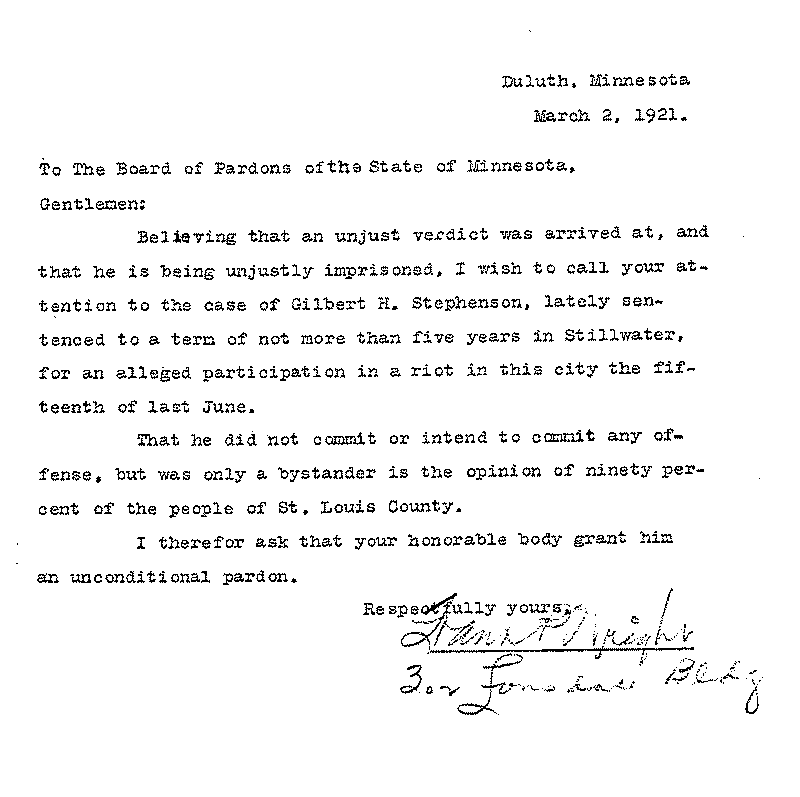 Duluth, Minnesota
March 2, 1921.
To The Board of Pardons ofthe State of Minnesota,
Gentlemen:
Believing that an unjust verdict was arrived at, and
that he is being unjustly imprisoned, I wish to call your at-
tention to the case of Gilbert H. Stephenson, lately sen-
tenced to a term of not more than five years in Stillwater,
for an alleged participation in a riot in this city the fif-
teenth of last June.
That he did not commit or intend to commit any of-
fense, but was only a bystander is the opinion of ninety per-
cent of the people of St. Louis County.
I therefor ask that your honorable body grant him
an unconditional pardon.
Respectfully yours,
Wright
302 Lonsdale Bldg